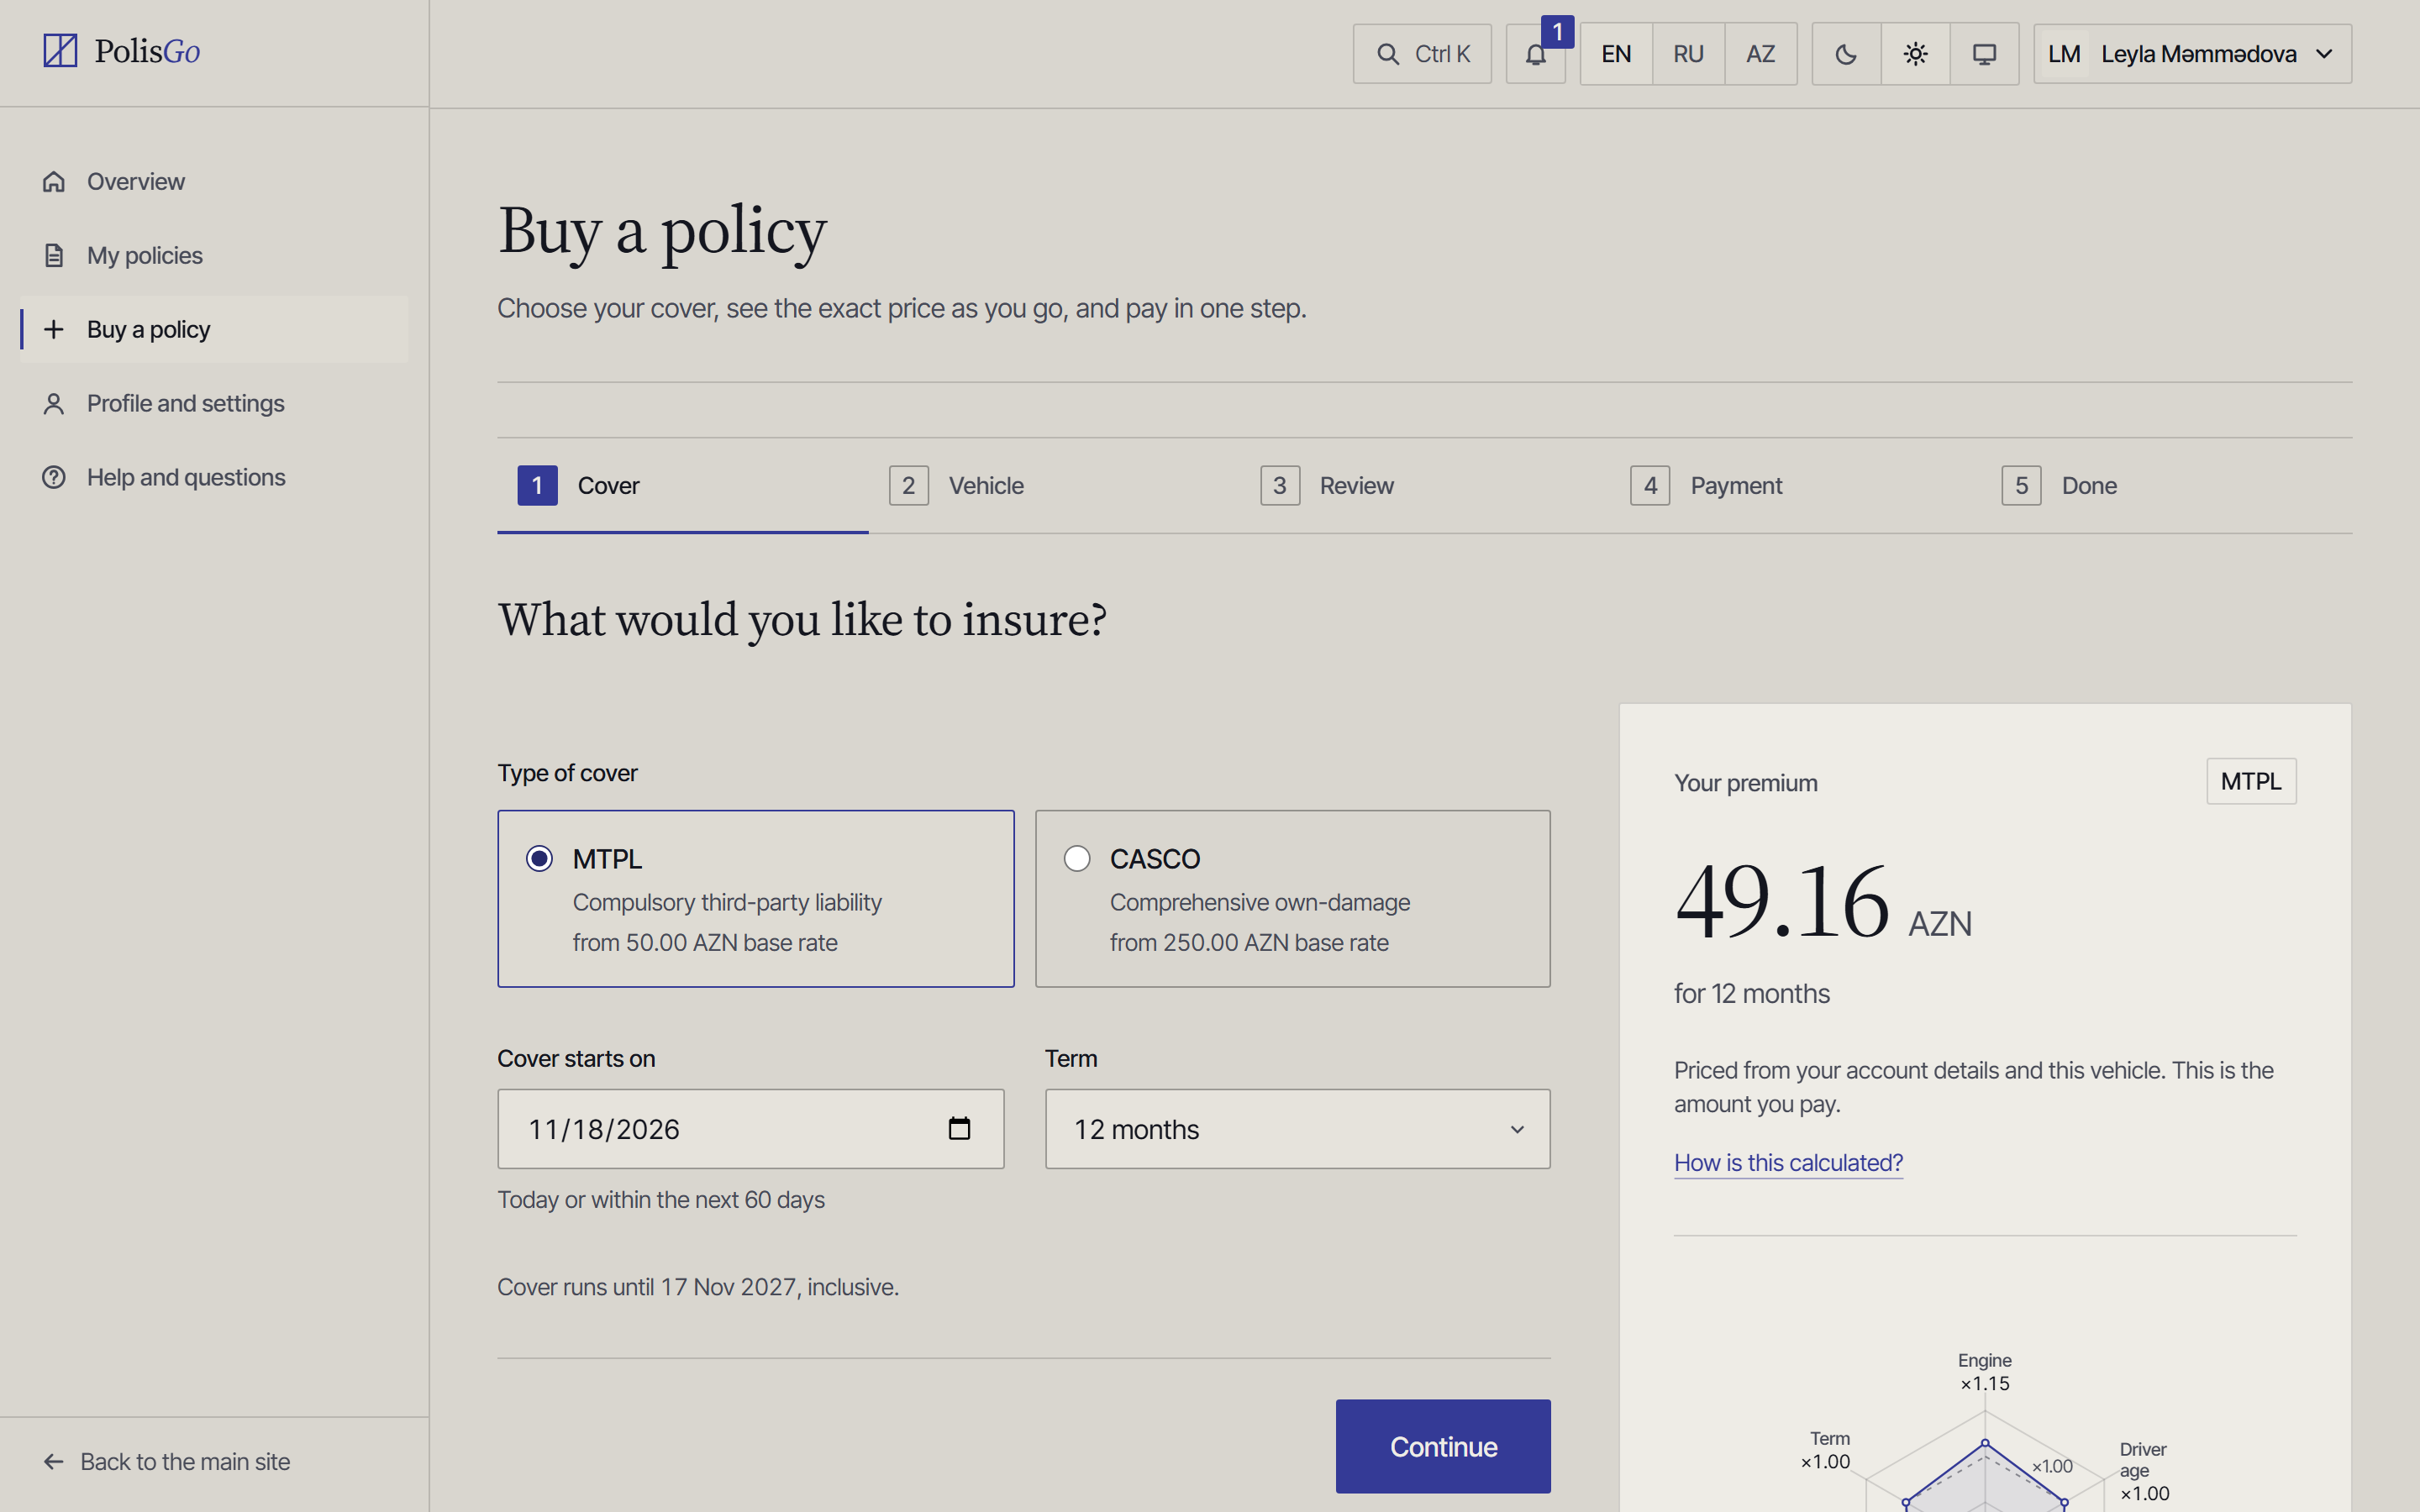 PolisGo
Ctrl K
1
EN
RU
AZ
LM
Leyla Məmmədova
Overview
My policies
Buy a policy
Profile and settings
Help and questions
Back to the main site
Buy a policy
Choose your cover, see the exact price as you go, and pay in one step.
1 Cover
2 Vehicle
3 Review
4 Payment
5 Done
What would you like to insure?
Type of cover
MTPL
Compulsory third-party liability
from 50.00 AZN base rate
CASCO
Comprehensive own-damage
from 250.00 AZN base rate
Cover starts on
11/18/2026
Today or within the next 60 days
Term
12 months
Cover runs until 17 Nov 2027, inclusive.
Continue
Your premium
MTPL
49.16 AZN
for 12 months
Priced from your account details and this vehicle. This is the
amount you pay.
How is this calculated?
Engine
×1.15
Term
×1.00
×1.00
Driver
age
×1.00